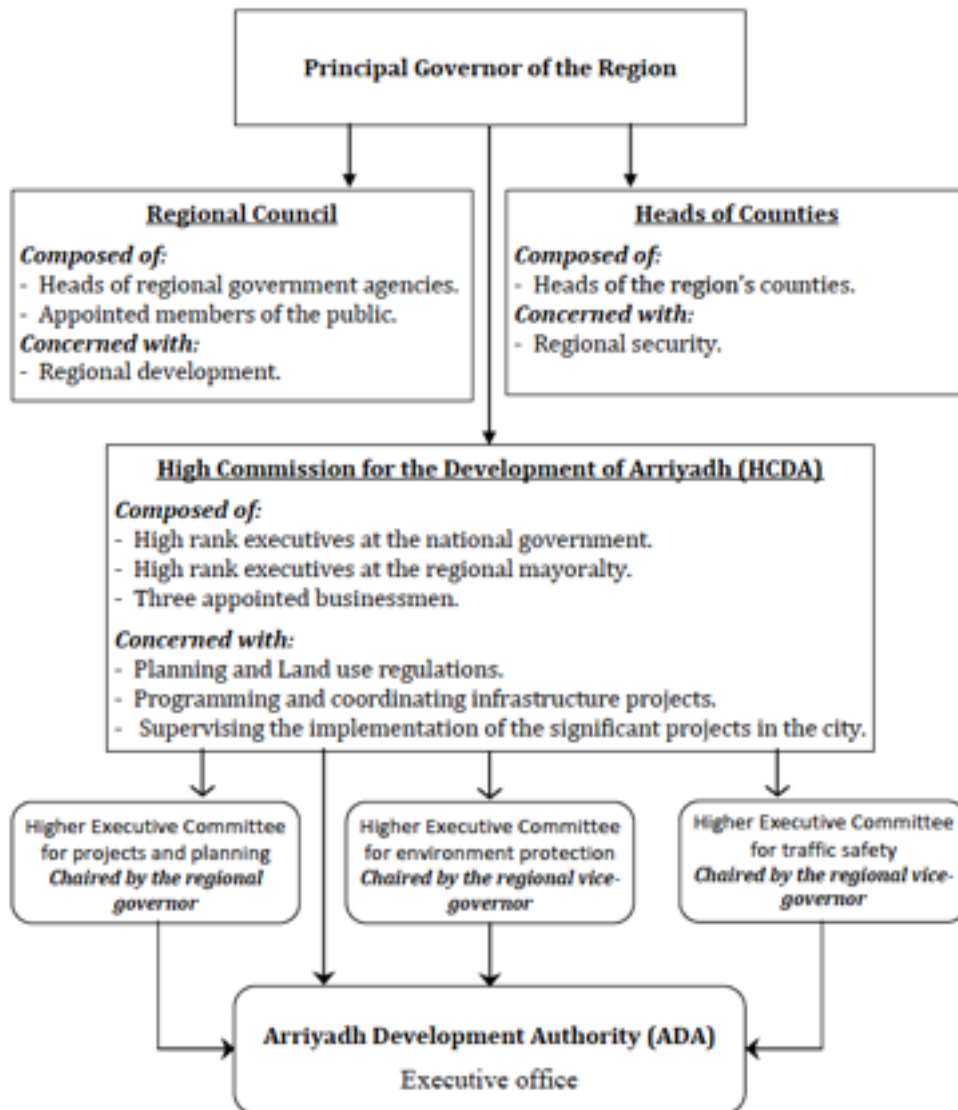 Principal Governor of the Region
Regional Council
Composed of:
- Heads of regional government agencies.
- Appointed members of the public.
Concerned with:
- Regional development.
Heads of Counties
Composed of:
- Heads of the region's counties.
Concerned with:
- Regional security.
High Commission for the Development of Arriyadh (HCDA)
Composed of:
- High rank executives at the national government.
- High rank executives at the regional mayoralty.
- Three appointed businessmen.
Concerned with:
- Planning and Land use regulations.
- Programming and coordinating infrastructure projects.
- Supervising the implementation of the significant projects in the city.
Higher Executive Committee
for projects and planning
Chaired by the regional
governor
Higher Executive Committee
for environment protection
Chaired by the regional vice-
governor
Higher Executive Committee
for traffic safety
Chaired by the regional vice-
governor
Arriyadh Development Authority (ADA)
Executive office